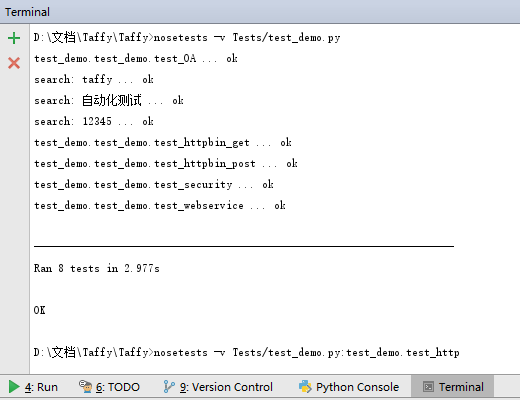 Terminal
D:\文档\Taffy\Taffy>nosetests -v Tests/test_demo.py
test_demo.test_demo.test_OA ... ok
search: taffy ... ok
search: 自动化测试 ... ok
search: 12345 ... ok
test_demo.test_demo.test_httpbin_get ... ok
test_demo.test_demo.test_httpbin_post ... ok
test_demo.test_demo.test_security ... ok
test_demo.test_demo.test_webservice ... ok
Ran 8 tests in 2.977s
OK
D:\文档\Taffy\Taffy>nosetests -v Tests/test_demo.py:test_demo.test_http
4: Run 6: TODO 9: Version Control Python Console Terminal